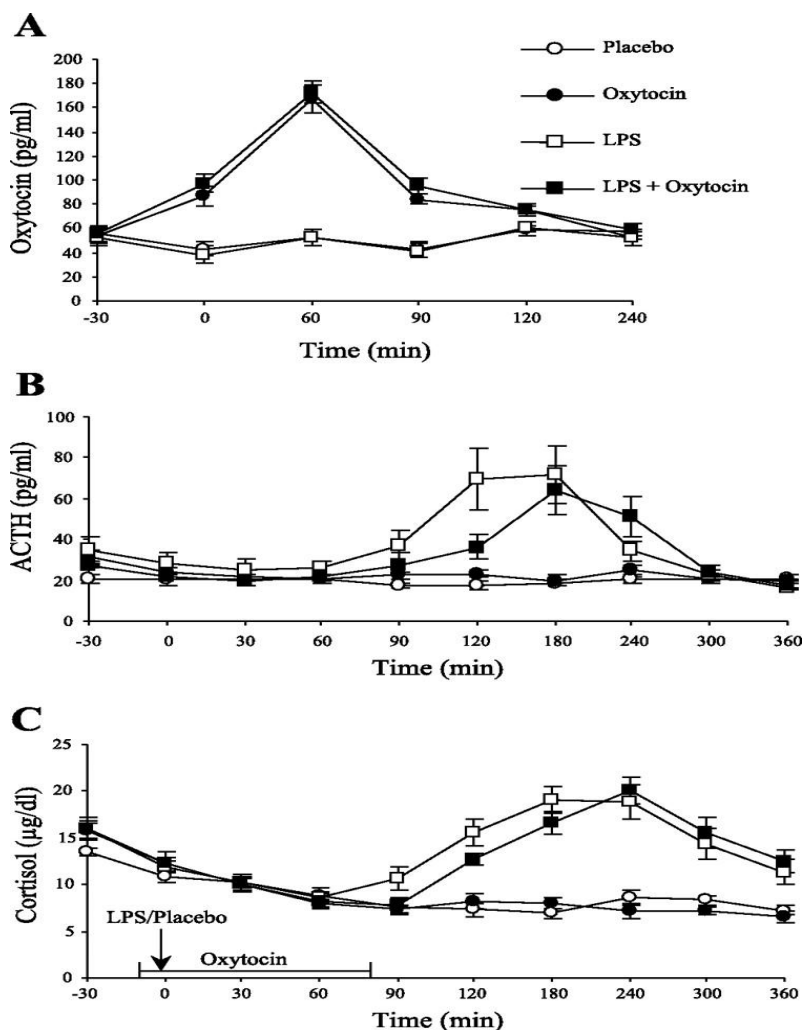 A
Placebo
Oxytocin
LPS
LPS + Oxytocin
Oxytocin (pg/ml)
200
180
160
140
120
100
80
60
40
20
0
-30 0 60 90 120 240
Time (min)
B
ACTH (pg/ml)
100
80
60
40
20
0
-30 0 30 60 90 120 180 240 300 360
Time (min)
C
Cortisol (µg/dl)
25
20
15
10
5
0
LPS/Placebo
Oxytocin
-30 0 30 60 90 120 180 240 300 360
Time (min)